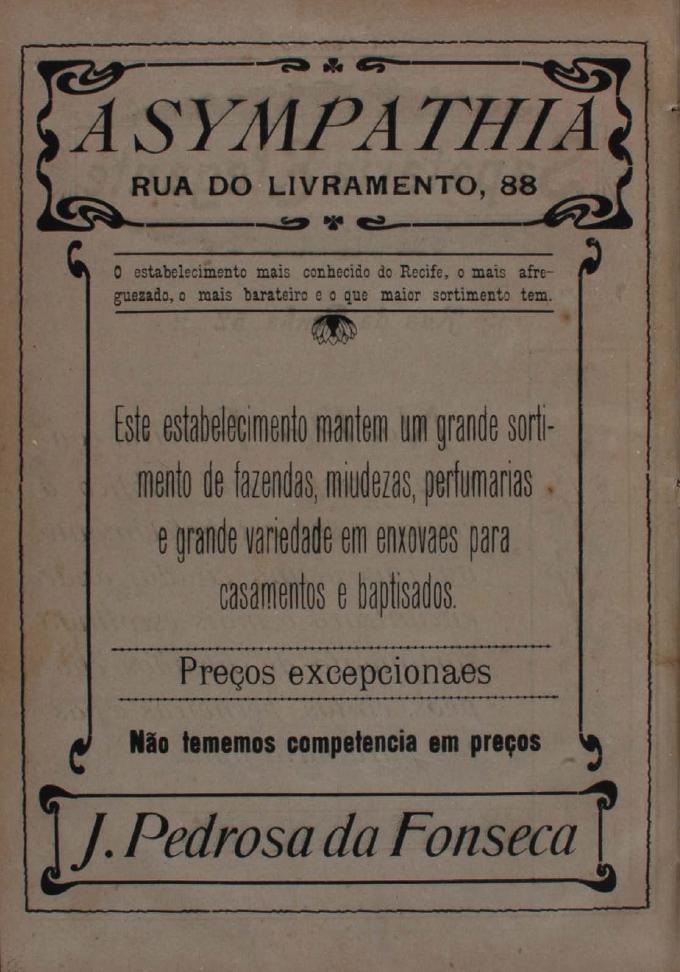 A SYMPATHIA
RUA DO LIVRAMENTO, 88
O estabelecimento mais conhecido do Recife, o mais afre-
guezado, o mais barateiro e o que maior sortimento tem.
Este estabelecimento mantem um grande sorti-
mento de fazendas, miudezas, perfumarias
e grande variedade em enxovaes para
casamentos e baptisados.
Preços excepcionaes
Não tememos competencia em preços
J. Pedrosa da Fonseca